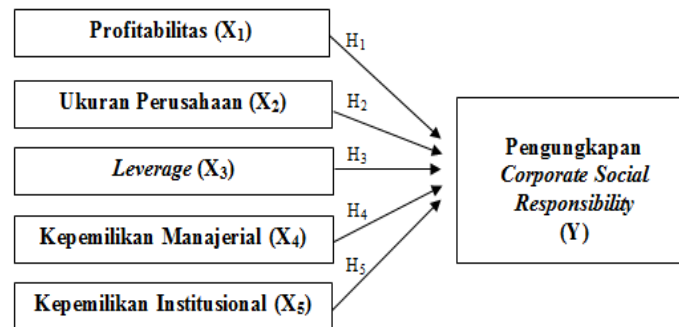 Profitabilitas (X1)
H1
Ukuran Perusahaan (X2)
H2
Leverage (X3)
H3
Kepemilikan Manajerial (X4)
H4
Kepemilikan Institusional (X5)
H5
Pengungkapan
Corporate Social
Responsibility
(Y)